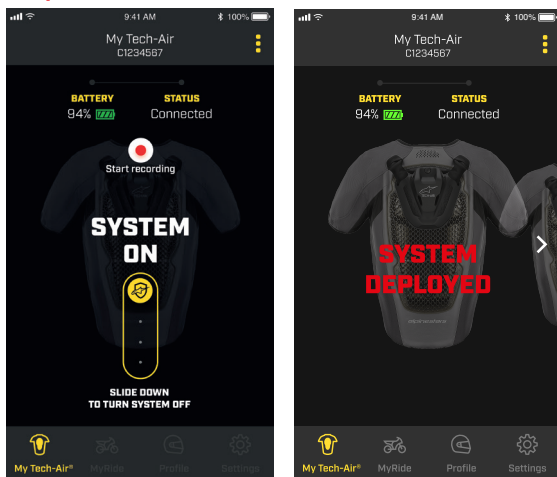 9:41 AM
100%
My Tech-Air
C1234567
BATTERY
STATUS
94%
Connected
Start recording
SYSTEM
ON
SLIDE DOWN
TO TURN SYSTEM OFF
My Tech-Air®
MyRide
Profile
Settings
9:41 AM
100%
My Tech-Air
C1234567
BATTERY
STATUS
94%
Connected
SYSTEM
DEPLOYED
My Tech-Air®
MyRide
Profile
Settings